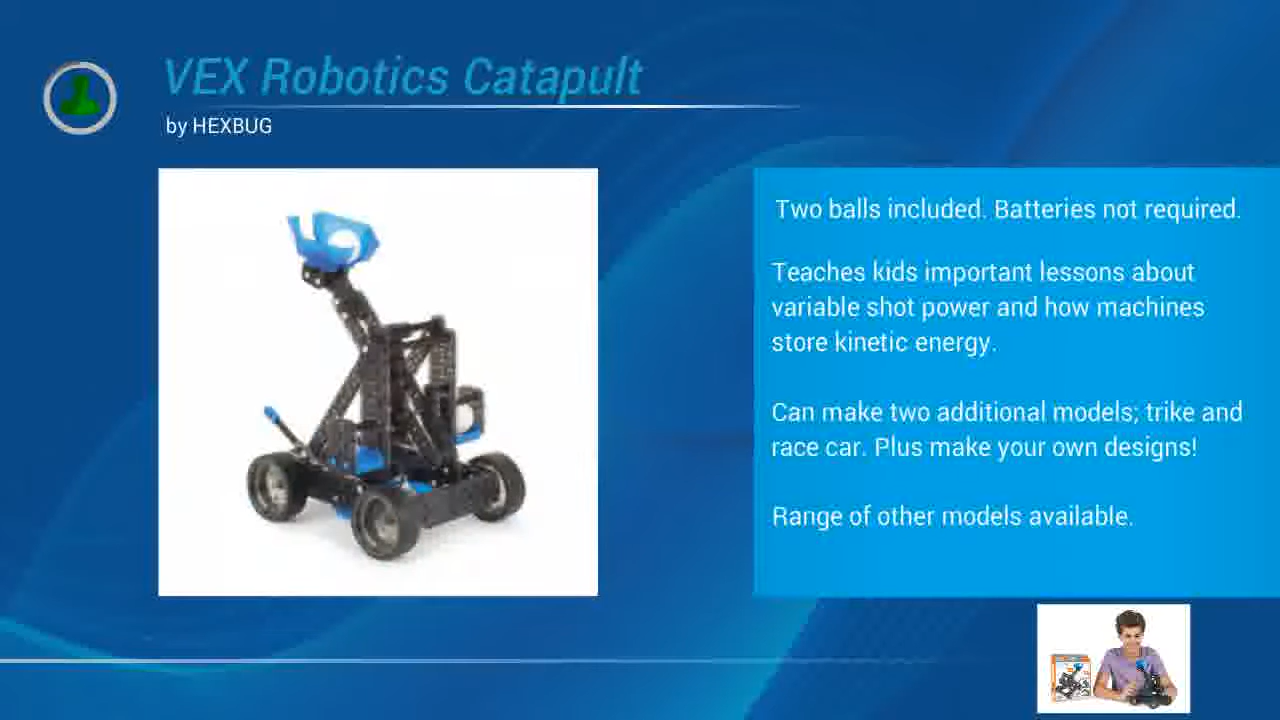 VEX Robotics Catapult
by HEXBUG
Two balls included. Batteries not required.
Teaches kids important lessons about
variable shot power and how machines
store kinetic energy.
Can make two additional models; trike and
race car. Plus make your own designs!
Range of other models available.